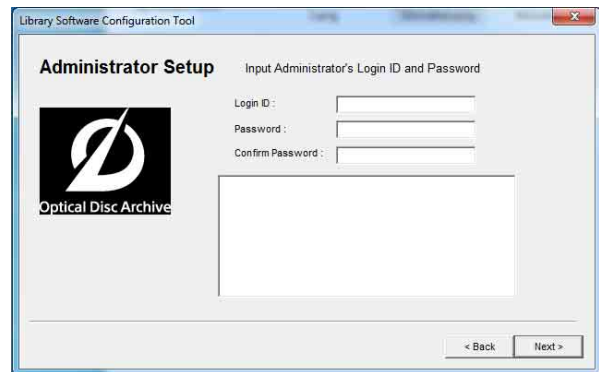 Library Software Configuration Tool
Administrator Setup
Input Administrator's Login ID and Password
Login ID :
Password :
Confirm Password :
Optical Disc Archive
< Back
Next >